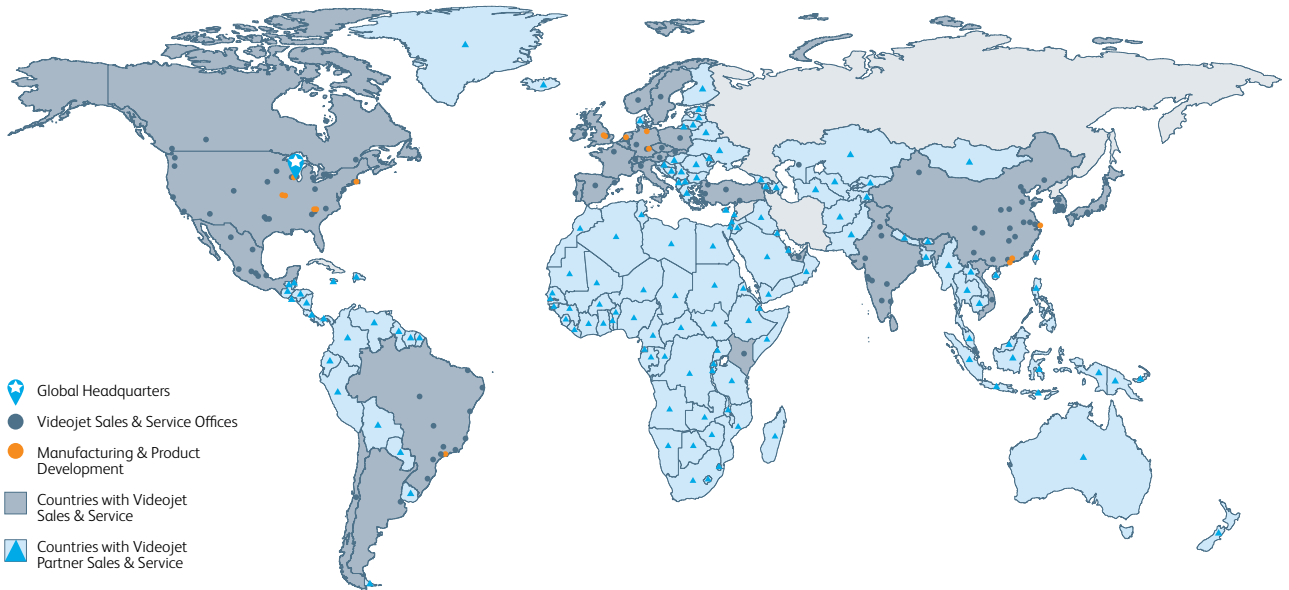 Global Headquarters
Videojet Sales & Service Offices
Manufacturing & Product
Development
Countries with Videojet
Sales & Service
Countries with Videojet
Partner Sales & Service